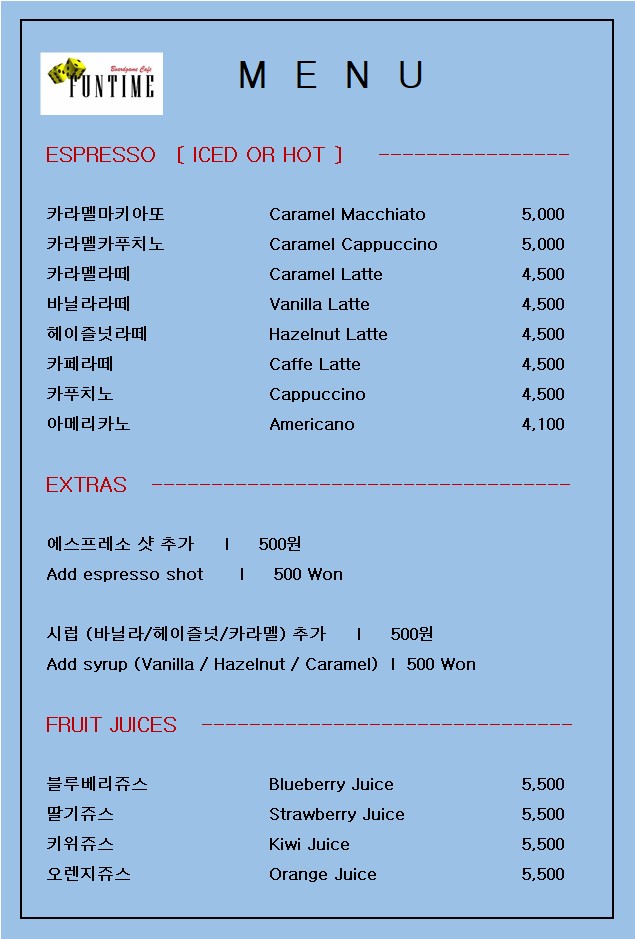 Boardgame Cafe
FUNTIME
MENU
ESPRESSO [ ICED OR HOT ] ----------------
카라멜마키아또 Caramel Macchiato 5,000
카라멜카푸치노 Caramel Cappuccino 5,000
카라멜라떼 Caramel Latte 4,500
바닐라라떼 Vanilla Latte 4,500
헤이즐넛라떼 Hazelnut Latte 4,500
카페라떼 Caffe Latte 4,500
카푸치노 Cappuccino 4,500
아메리카노 Americano 4,100
EXTRAS -----------------------------------
에스프레소 샷 추가 l 500원
Add espresso shot l 500 Won
시럽 (바닐라/헤이즐넛/카라멜) 추가 l 500원
Add syrup (Vanilla / Hazelnut / Caramel) l 500 Won
FRUIT JUICES -------------------------------
블루베리쥬스 Blueberry Juice 5,500
딸기쥬스 Strawberry Juice 5,500
키위쥬스 Kiwi Juice 5,500
오렌지쥬스 Orange Juice 5,500